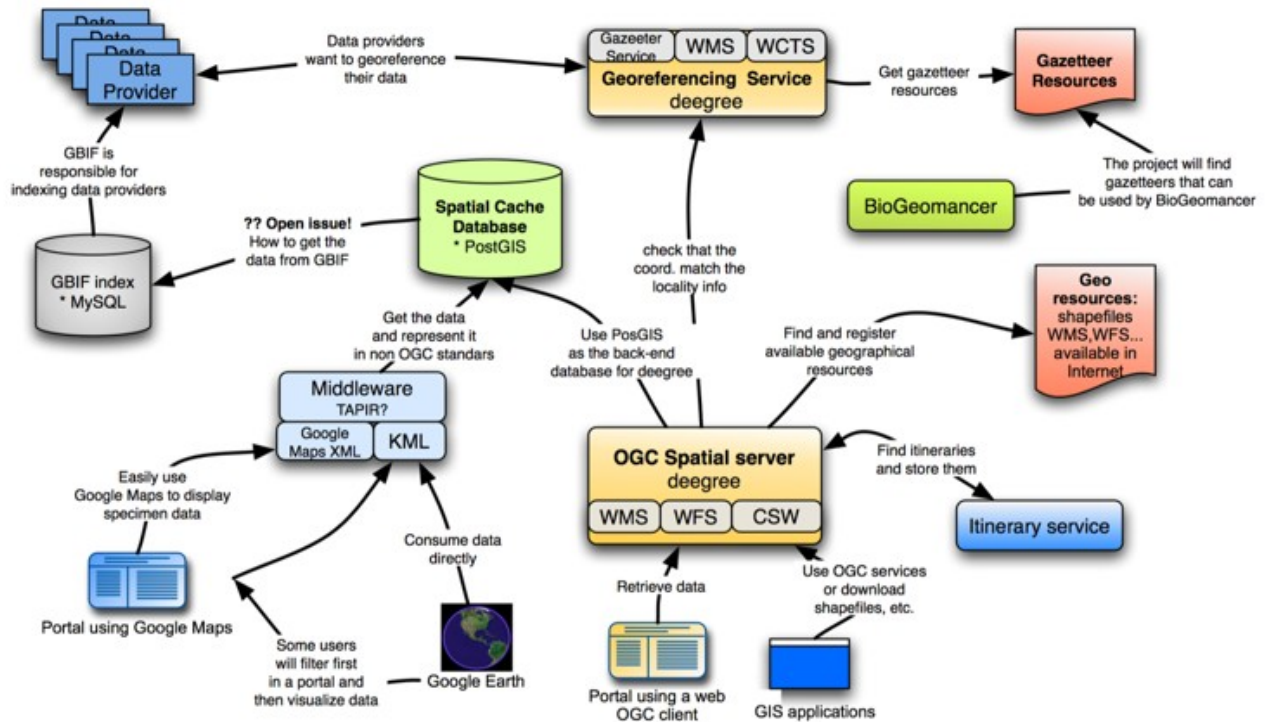 Data
Data
Data
Data
Provider
Data providers
want to georeference
their data
Gazeeter
Service
WMS
WCTS
Georeferencing Service
deegree
Get gazetteer
resources
Gazetteer
Resources
GBIF is
responsible for
indexing data providers
The project will find
gazetteers that can
be used by BioGeomancer
BioGeomancer
Spatial Cache
Database
* PostGIS
?? Open issue!
How to get the
data from GBIF
GBIF index
* MySQL
check that the
coord. match the
locality info
Geo
resources:
shapefiles
WMS,WFS...
available in
Internet
Get the data
and represent it
in non OGC standars
Use PosGIS
as the back-end
database for deegree
Find and register
available geographical
resources
Middleware
TAPIR?
Google
Maps XML
KML
OGC Spatial server
deegree
WMS
WFS
CSW
Find itineraries
and store them
Itinerary service
Easily use
Google Maps to display
specimen data
Consume data
directly
Retrieve data
Use OGC services
or download
shapefiles, etc.
Portal using Google Maps
Some users
will filter first
in a portal and
then visualize data
Google Earth
Portal using a web
OGC client
GIS applications